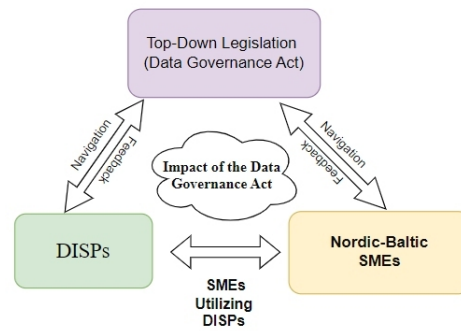 Top-Down Legislation
(Data Governance Act)
Navigation
Feedback
Navigation
Feedback
Impact of the Data
Governance Act
DISPs
Nordic-Baltic
SMEs
SMEs
Utilizing
DISPs